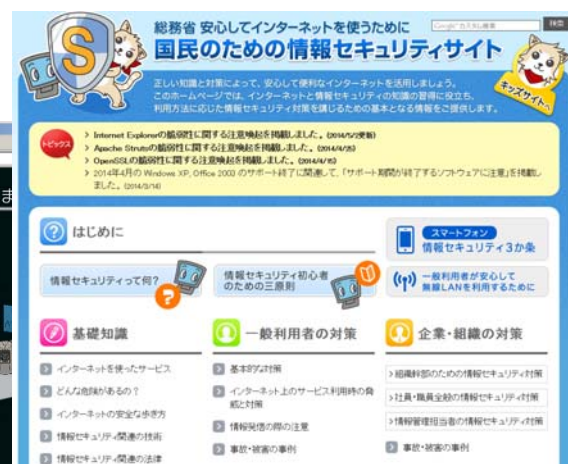 総務省 安心してインターネットを使うために
検索
国民のための情報セキュリティサイト
正しい知識と対策によって、安心して便利なインターネットを活用しましょう。
このホームページでは、インターネットと情報セキュリティの知識の習得に役立ち、
利用方法に応じた情報セキュリティ対策を講じるための基本となる情報をご提供します。
キッズサイトへ
トピックス
> Internet Explorerの脆弱性に関する注意喚起を掲載しました。(2014/5/2更新)
> Apache Strutsの脆弱性に関する注意喚起を掲載しました。(2014/4/25)
> OpenSSLの脆弱性に関する注意喚起を掲載しました。(2014/4/15)
> 2014年4月の Windows XP, Office 2003 のサポート終了に関連して、「サポート期間が終了するソフトウェアに注意」を掲載し
ました。(2014/3/14)
ま
? はじめに
スマートフォン
情報セキュリティ3か条
情報セキュリティって何?
情報セキュリティ初心者
のための三原則
一般利用者が安心して
無線LANを利用するために
基礎知識
一般利用者の対策
企業・組織の対策
インターネットを使ったサービス
どんな危険があるの?
インターネットの安全な歩き方
情報セキュリティ関連の技術
情報セキュリティ関連の法律
基本的な対策
インターネット上のサービス利用時の脅
威と対策
情報発信の際の注意
事故・被害の事例
>組織幹部のための情報セキュリティ対策
>社員・職員全般の情報セキュリティ対策
>情報管理担当者の情報セキュリティ対策
事故・被害の事例